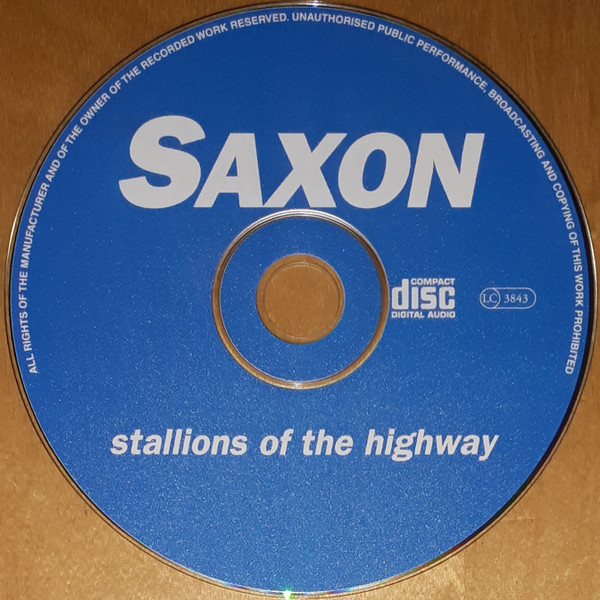 ALL RIGHTS OF THE MANUFACTURER AND OF THE OWNER OF THE RECORDED WORK RESERVED. UNAUTHORISED PUBLIC PERFORMANCE, BROADCASTING AND COPYING OF THIS WORK PROHIBITED
SAXON
COMPACT
disc
DIGITAL AUDIO
LC 3843
stallions of the highway